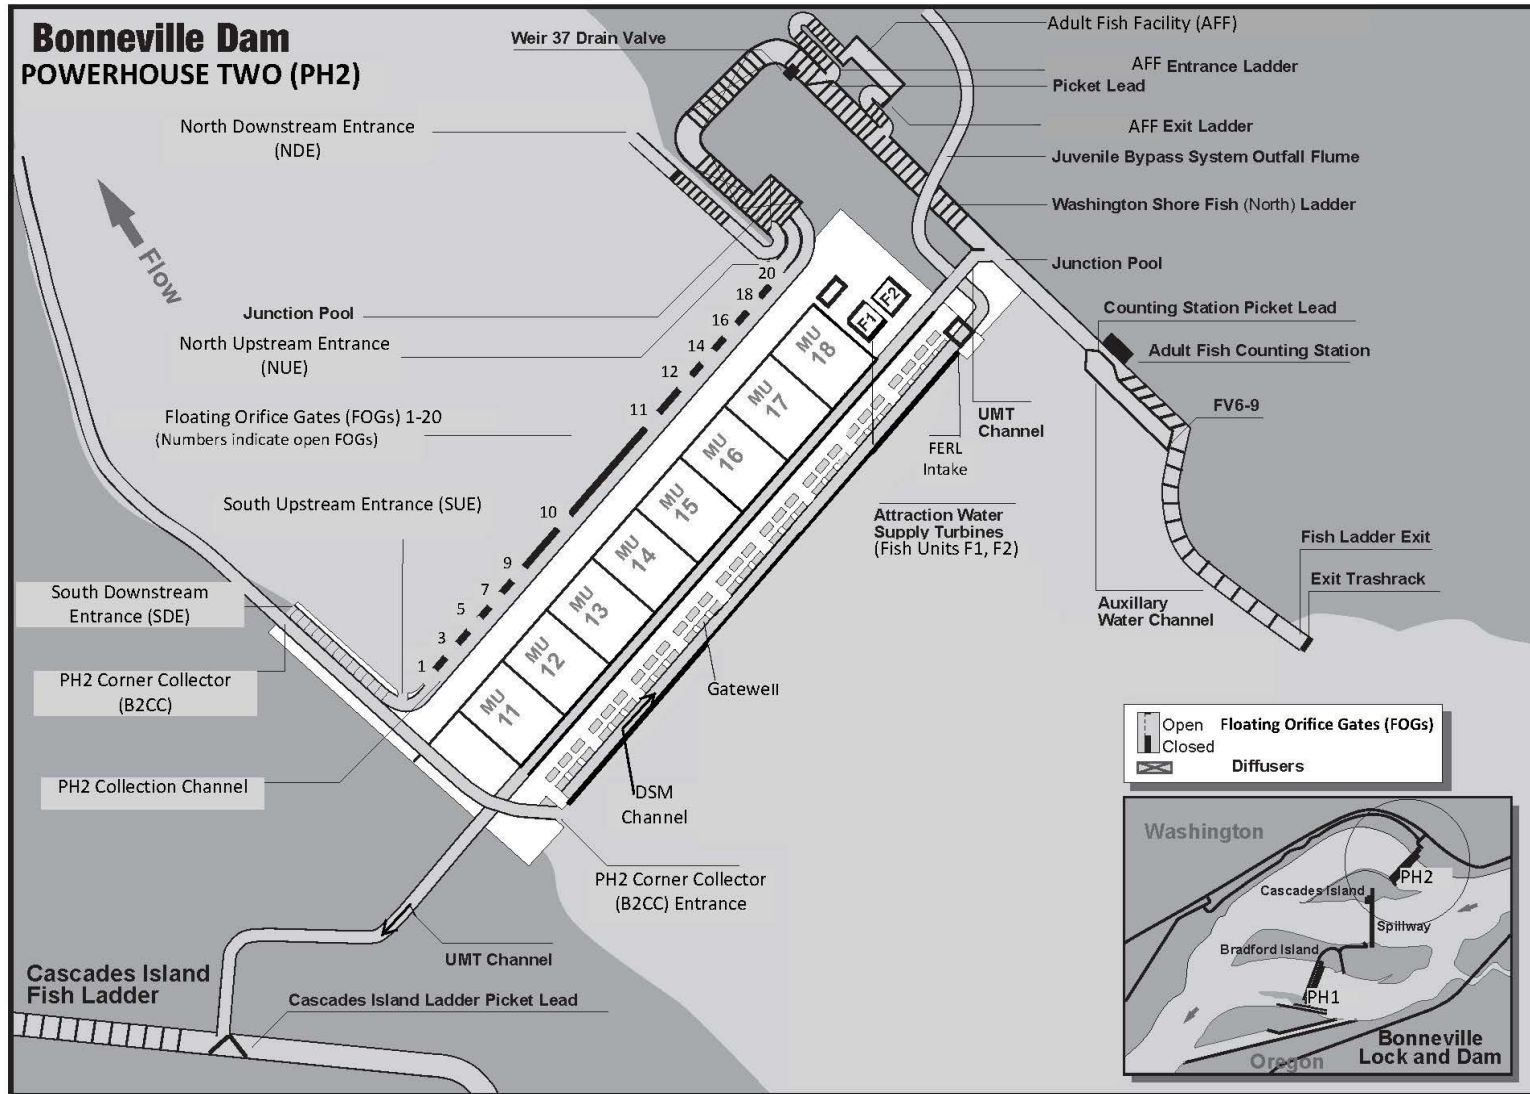 Bonneville Dam
POWERHOUSE TWO (PH2)
Weir 37 Drain Valve
Adult Fish Facility (AFF)
AFF Entrance Ladder
Picket Lead
AFF Exit Ladder
Juvenile Bypass System Outfall Flume
Washington Shore Fish (North) Ladder
Junction Pool
Counting Station Picket Lead
Adult Fish Counting Station
FV6-9
North Downstream Entrance
(NDE)
Flow
Junction Pool
North Upstream Entrance
(NUE)
Floating Orifice Gates (FOGs) 1-20
(Numbers indicate open FOGs)
South Upstream Entrance (SUE)
South Downstream
Entrance (SDE)
PH2 Corner Collector
(B2CC)
PH2 Collection Channel
20
18
16
14
12
11
10
9
7
5
3
1
F2
F1
MU
18
MU
17
MU
16
MU
15
MU
14
MU
13
MU
12
MU
11
UMT
Channel
FERL
Intake
Attraction Water
Supply Turbines
(Fish Units F1, F2)
Fish Ladder Exit
Exit Trashrack
Auxillary
Water Channel
Gatewell
DSM
Channel
PH2 Corner Collector
(B2CC) Entrance
UMT Channel
Cascades Island
Fish Ladder
Cascades Island Ladder Picket Lead
Open Floating Orifice Gates (FOGs)
Closed
Diffusers
Washington
PH2
Cascades Island
Spillway
Bradford Island
PH1
Bonneville
Lock and Dam
Oregon